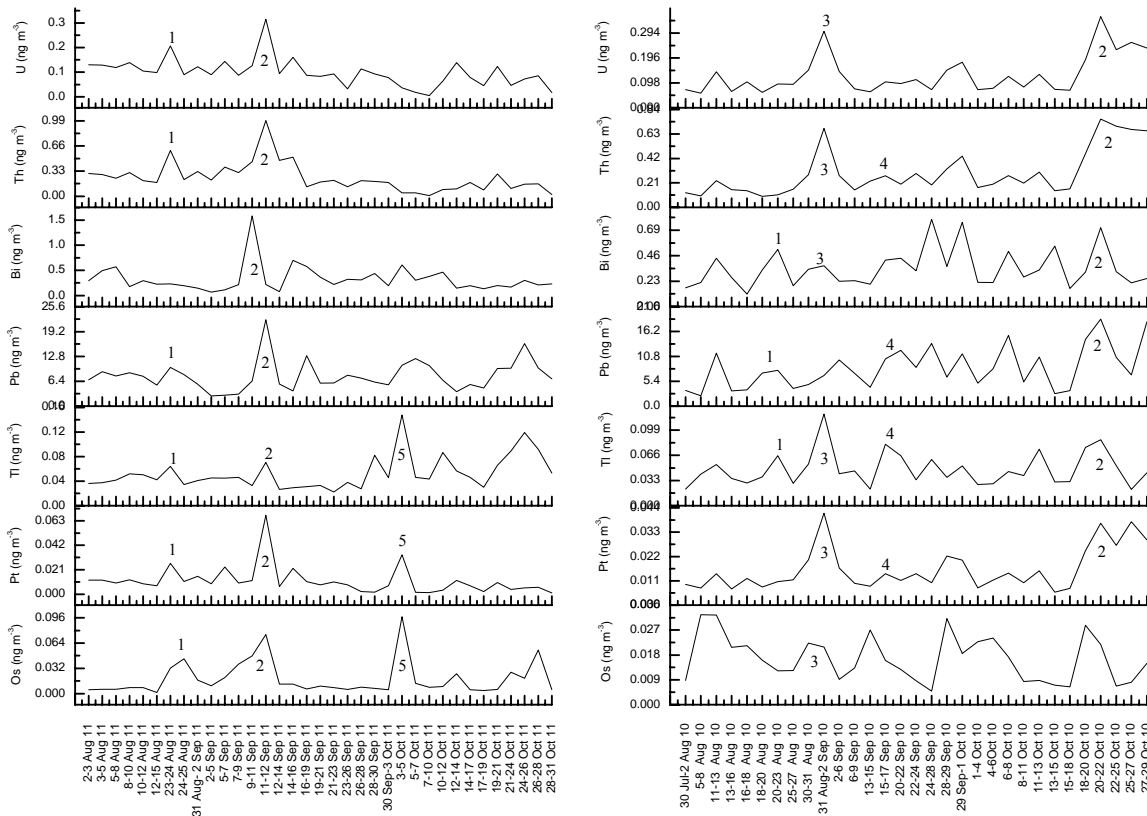 U (ng m⁻³)
0.3
0.2
0.1
0.0
1
2
Th (ng m⁻³)
0.99
0.66
0.33
0.00
1
2
Bi (ng m⁻³)
1.5
1.0
0.5
0.0
2
Pb (ng m⁻³)
25.6
19.2
12.8
6.4
1
2
Tl (ng m⁻³)
0.12
0.08
0.04
0.00
1
2
5
Pt (ng m⁻³)
0.063
0.042
0.021
0.000
1
2
5
Os (ng m⁻³)
0.096
0.064
0.032
0.000
1
2
5
2-3 Aug 11
3-5 Aug 11
5-8 Aug 11
8-10 Aug 11
10-12 Aug 11
12-15 Aug 11
23-24 Aug 11
24-25 Aug 11
31 Aug- 2 Sep 11
2-5 Sep 11
5-7 Sep 11
7-9 Sep 11
9-11 Sep 11
11-12 Sep 11
12-14 Sep 11
14-16 Sep 11
16-19 Sep 11
19-21 Sep 11
21-23 Sep 11
23-26 Sep 11
26-28 Sep 11
28-30 Sep 11
30 Sep-3 Oct 11
3-5 Oct 11
5-7 Oct 11
7-10 Oct 11
10-12 Oct 11
12-14 Oct 11
14-17 Oct 11
17-19 Oct 11
19-21 Oct 11
21-24 Oct 11
24-26 Oct 11
26-28 Oct 11
28-31 Oct 11
U (ng m⁻³)
0.294
0.196
0.098
3
2
Th (ng m⁻³)
0.63
0.42
0.21
0.00
3
4
2
Bi (ng m⁻³)
0.69
0.46
0.23
1
3
2
Pb (ng m⁻³)
16.2
10.8
5.4
0.0
1
4
2
Tl (ng m⁻³)
0.099
0.066
0.033
1
3
4
2
Pt (ng m⁻³)
0.044
0.033
0.022
0.011
3
4
2
Os (ng m⁻³)
0.027
0.018
0.009
0.000
3
30 Jul-2 Aug 10
5-8 Aug 10
11-13 Aug 10
13-16 Aug 10
16-18 Aug 10
18-20 Aug 10
20-23 Aug 10
25-27 Aug 10
30-31 Aug 10
31 Aug-2 Sep 10
2-6 Sep 10
6-9 Sep 10
13-15 Sep 10
15-17 Sep 10
20-22 Sep 10
22-24 Sep 10
24-28 Sep 10
28-29 Sep 10
29 Sep-1 Oct 10
1-4 Oct 10
4-6Oct 10
6-8 Oct 10
8-11 Oct 10
11-13 Oct 10
13-15 Oct 10
15-18 Oct 10
18-20 Oct 10
20-22 Oct 10
22-25 Oct 10
25-27 Oct 10
27-29 Oct 10